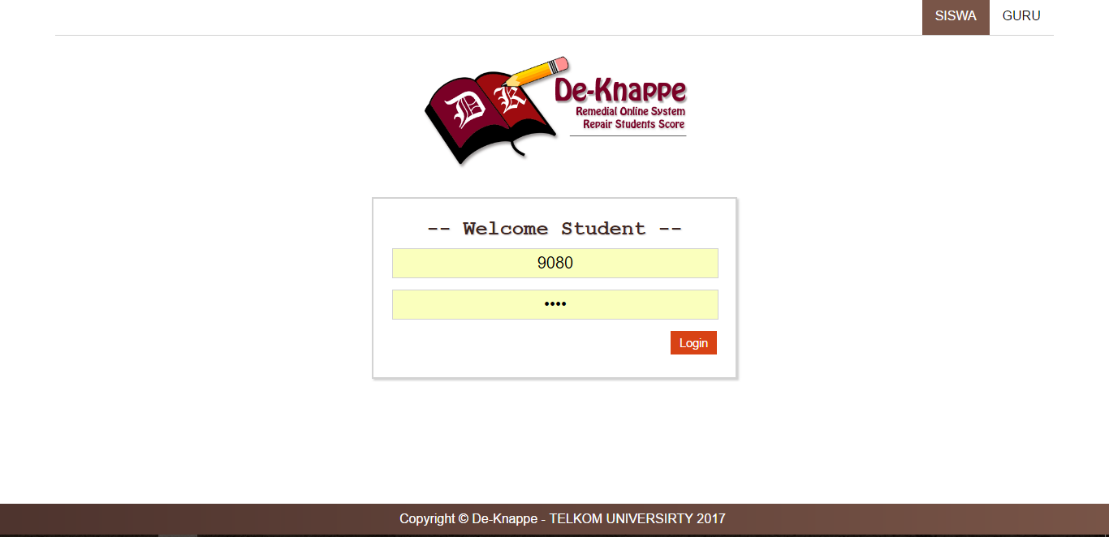 SISWA GURU
D K
De-Knappe
Remedial Online System
Repair Students Score
-- Welcome Student --
9080
••••
Login
Copyright © De-Knappe - TELKOM UNIVERSIRTY 2017